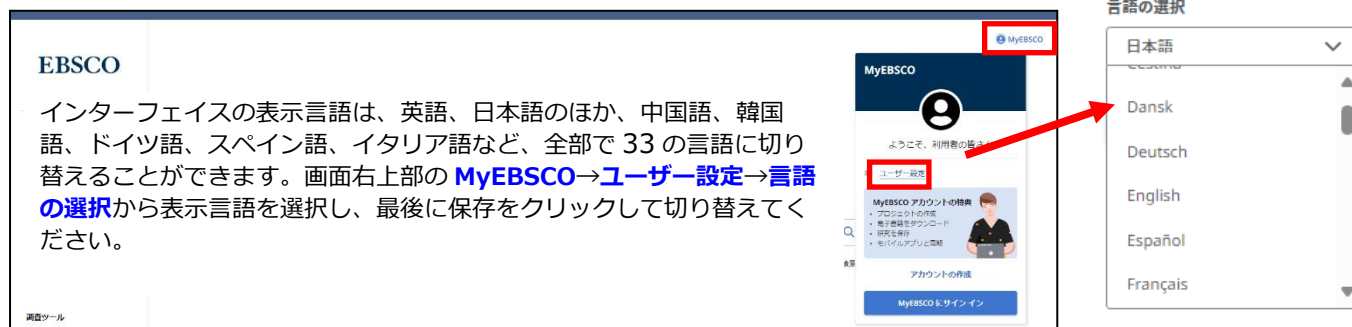 言語の選択
MyEBSCO
日本語
EBSCO
MyEBSCO
インターフェイスの表示言語は、英語、日本語のほか、中国語、韓国
語、ドイツ語、スペイン語、イタリア語など、全部で 33 の言語に切り
替えることができます。画面右上部の MyEBSCO→ユーザー設定→言語
の選択から表示言語を選択し、最後に保存をクリックして切り替えてく
ださい。
ようこそ、利用者の皆さん
ユーザー設定
MyEBSCO アカウントの特典
• プロジェクトの作成
• 電子書籍をダウンロード
• 研究を保存
• モバイルアプリと同期
アカウントの作成
MyEBSCO にサイン イン
調査ツール
Čeština
Dansk
Deutsch
English
Español
Français